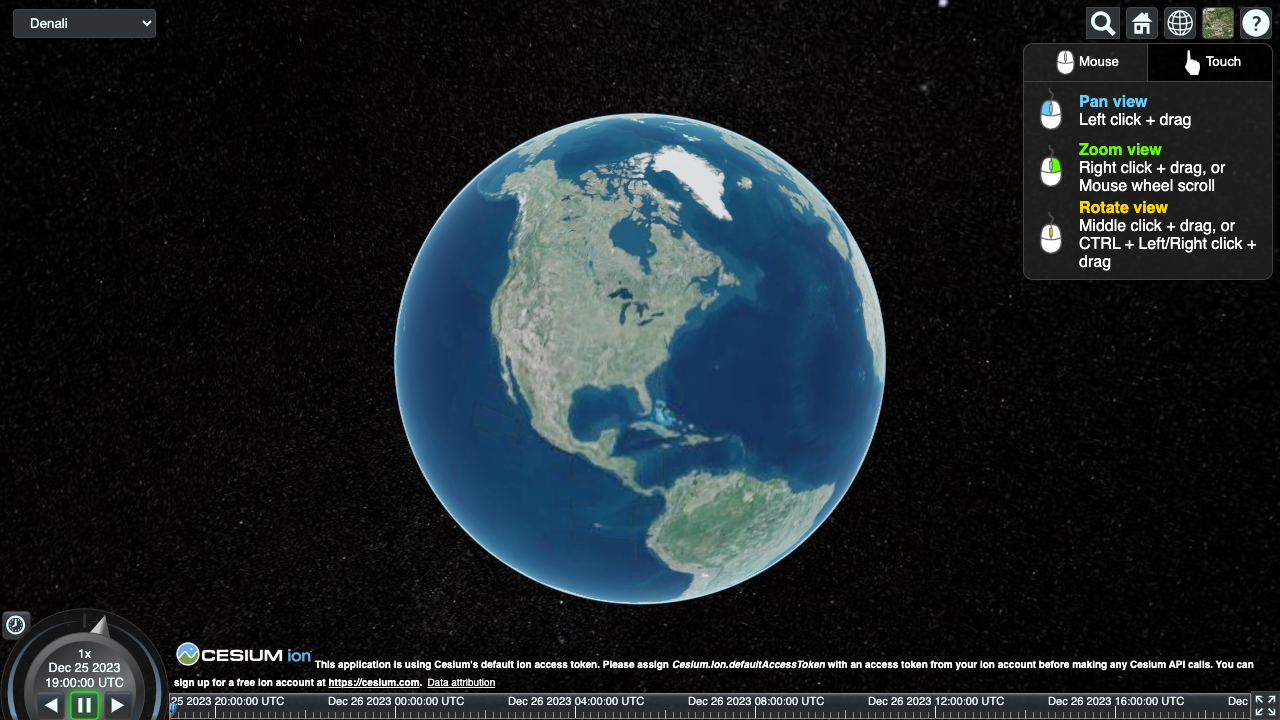 Denali
?
Mouse
Touch
Pan view
Left click + drag
Zoom view
Right click + drag, or
Mouse wheel scroll
Rotate view
Middle click + drag, or
CTRL + Left/Right click +
drag
1x
Dec 25 2023
19:00:00 UTC
CESIUM ion
This application is using Cesium's default ion access token. Please assign Cesium.Ion.defaultAccessToken with an access token from your ion account before making any Cesium API calls. You can
sign up for a free ion account at https://cesium.com. Data attribution
5 2023 20:00:00 UTC
Dec 26 2023 00:00:00 UTC
Dec 26 2023 04:00:00 UTC
Dec 26 2023 08:00:00 UTC
Dec 26 2023 12:00:00 UTC
Dec 26 2023 16:00:00 UTC
Dec